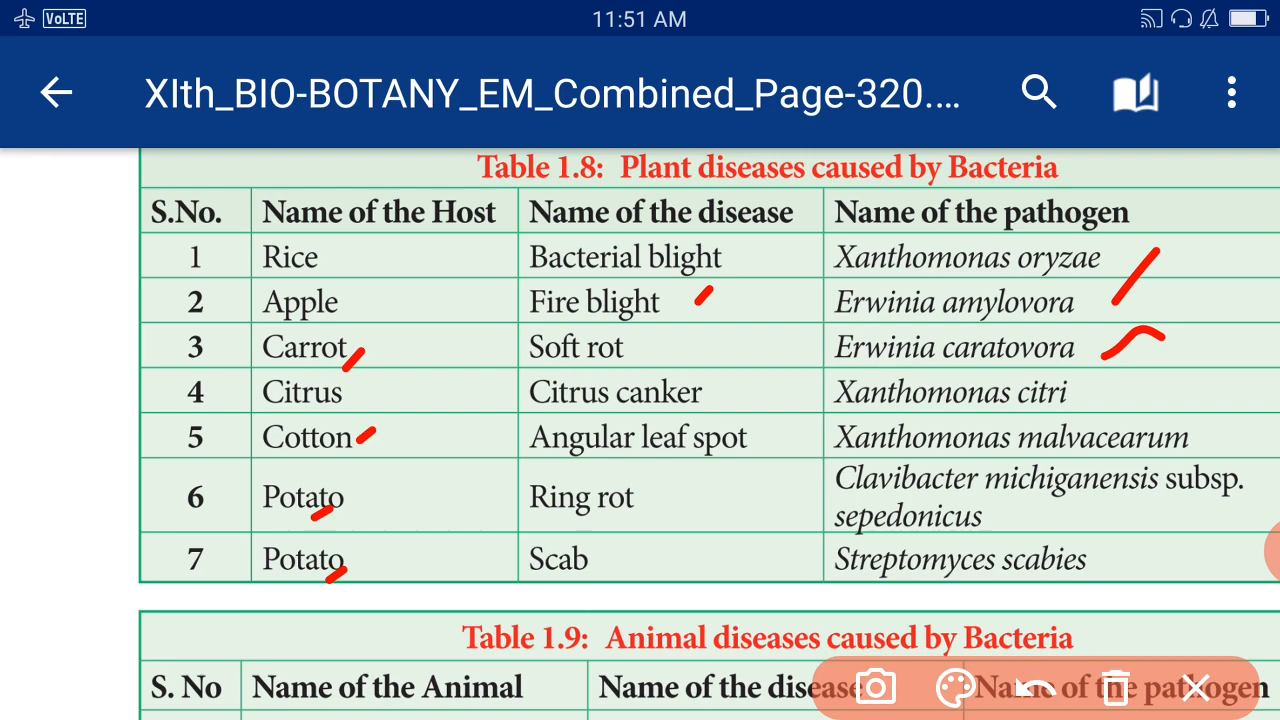 VoLTE 11:51 AM
XIth_BIO-BOTANY_EM_Combined_Page-320....
Table 1.8: Plant diseases caused by Bacteria
S.No. Name of the Host Name of the disease Name of the pathogen
1 Rice Bacterial blight Xanthomonas oryzae
2 Apple Fire blight Erwinia amylovora
3 Carrot Soft rot Erwinia caratovora
4 Citrus Citrus canker Xanthomonas citri
5 Cotton Angular leaf spot Xanthomonas malvacearum
6 Potato Ring rot Clavibacter michiganensis subsp.
sepedonicus
7 Potato Scab Streptomyces scabies
Table 1.9: Animal diseases caused by Bacteria
S. No Name of the Animal Name of the disease Name of the pathogen